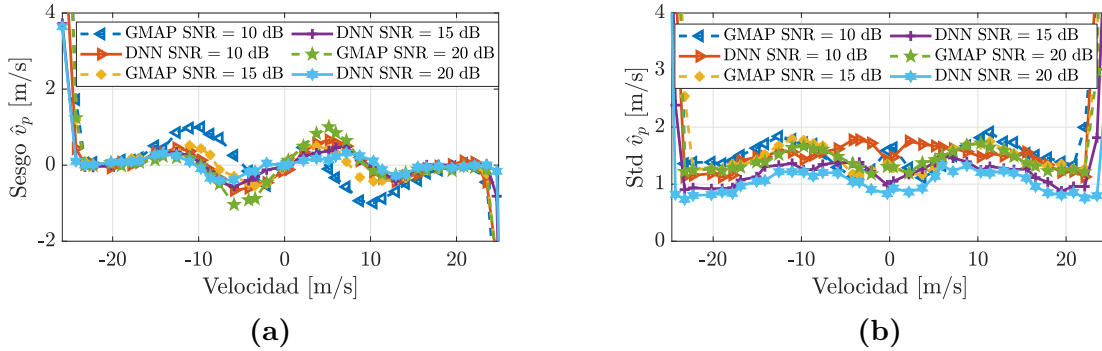 GMAP SNR = 10 dB
DNN SNR = 10 dB
GMAP SNR = 15 dB
DNN SNR = 15 dB
GMAP SNR = 20 dB
DNN SNR = 20 dB
4
2
0
-2
Sesgo v̂p [m/s]
-20
-10
0
10
20
Velocidad [m/s]
(a)
GMAP SNR = 10 dB
DNN SNR = 10 dB
GMAP SNR = 15 dB
DNN SNR = 15 dB
GMAP SNR = 20 dB
DNN SNR = 20 dB
4
3
2
1
0
Std v̂p [m/s]
-20
-10
0
10
20
Velocidad [m/s]
(b)